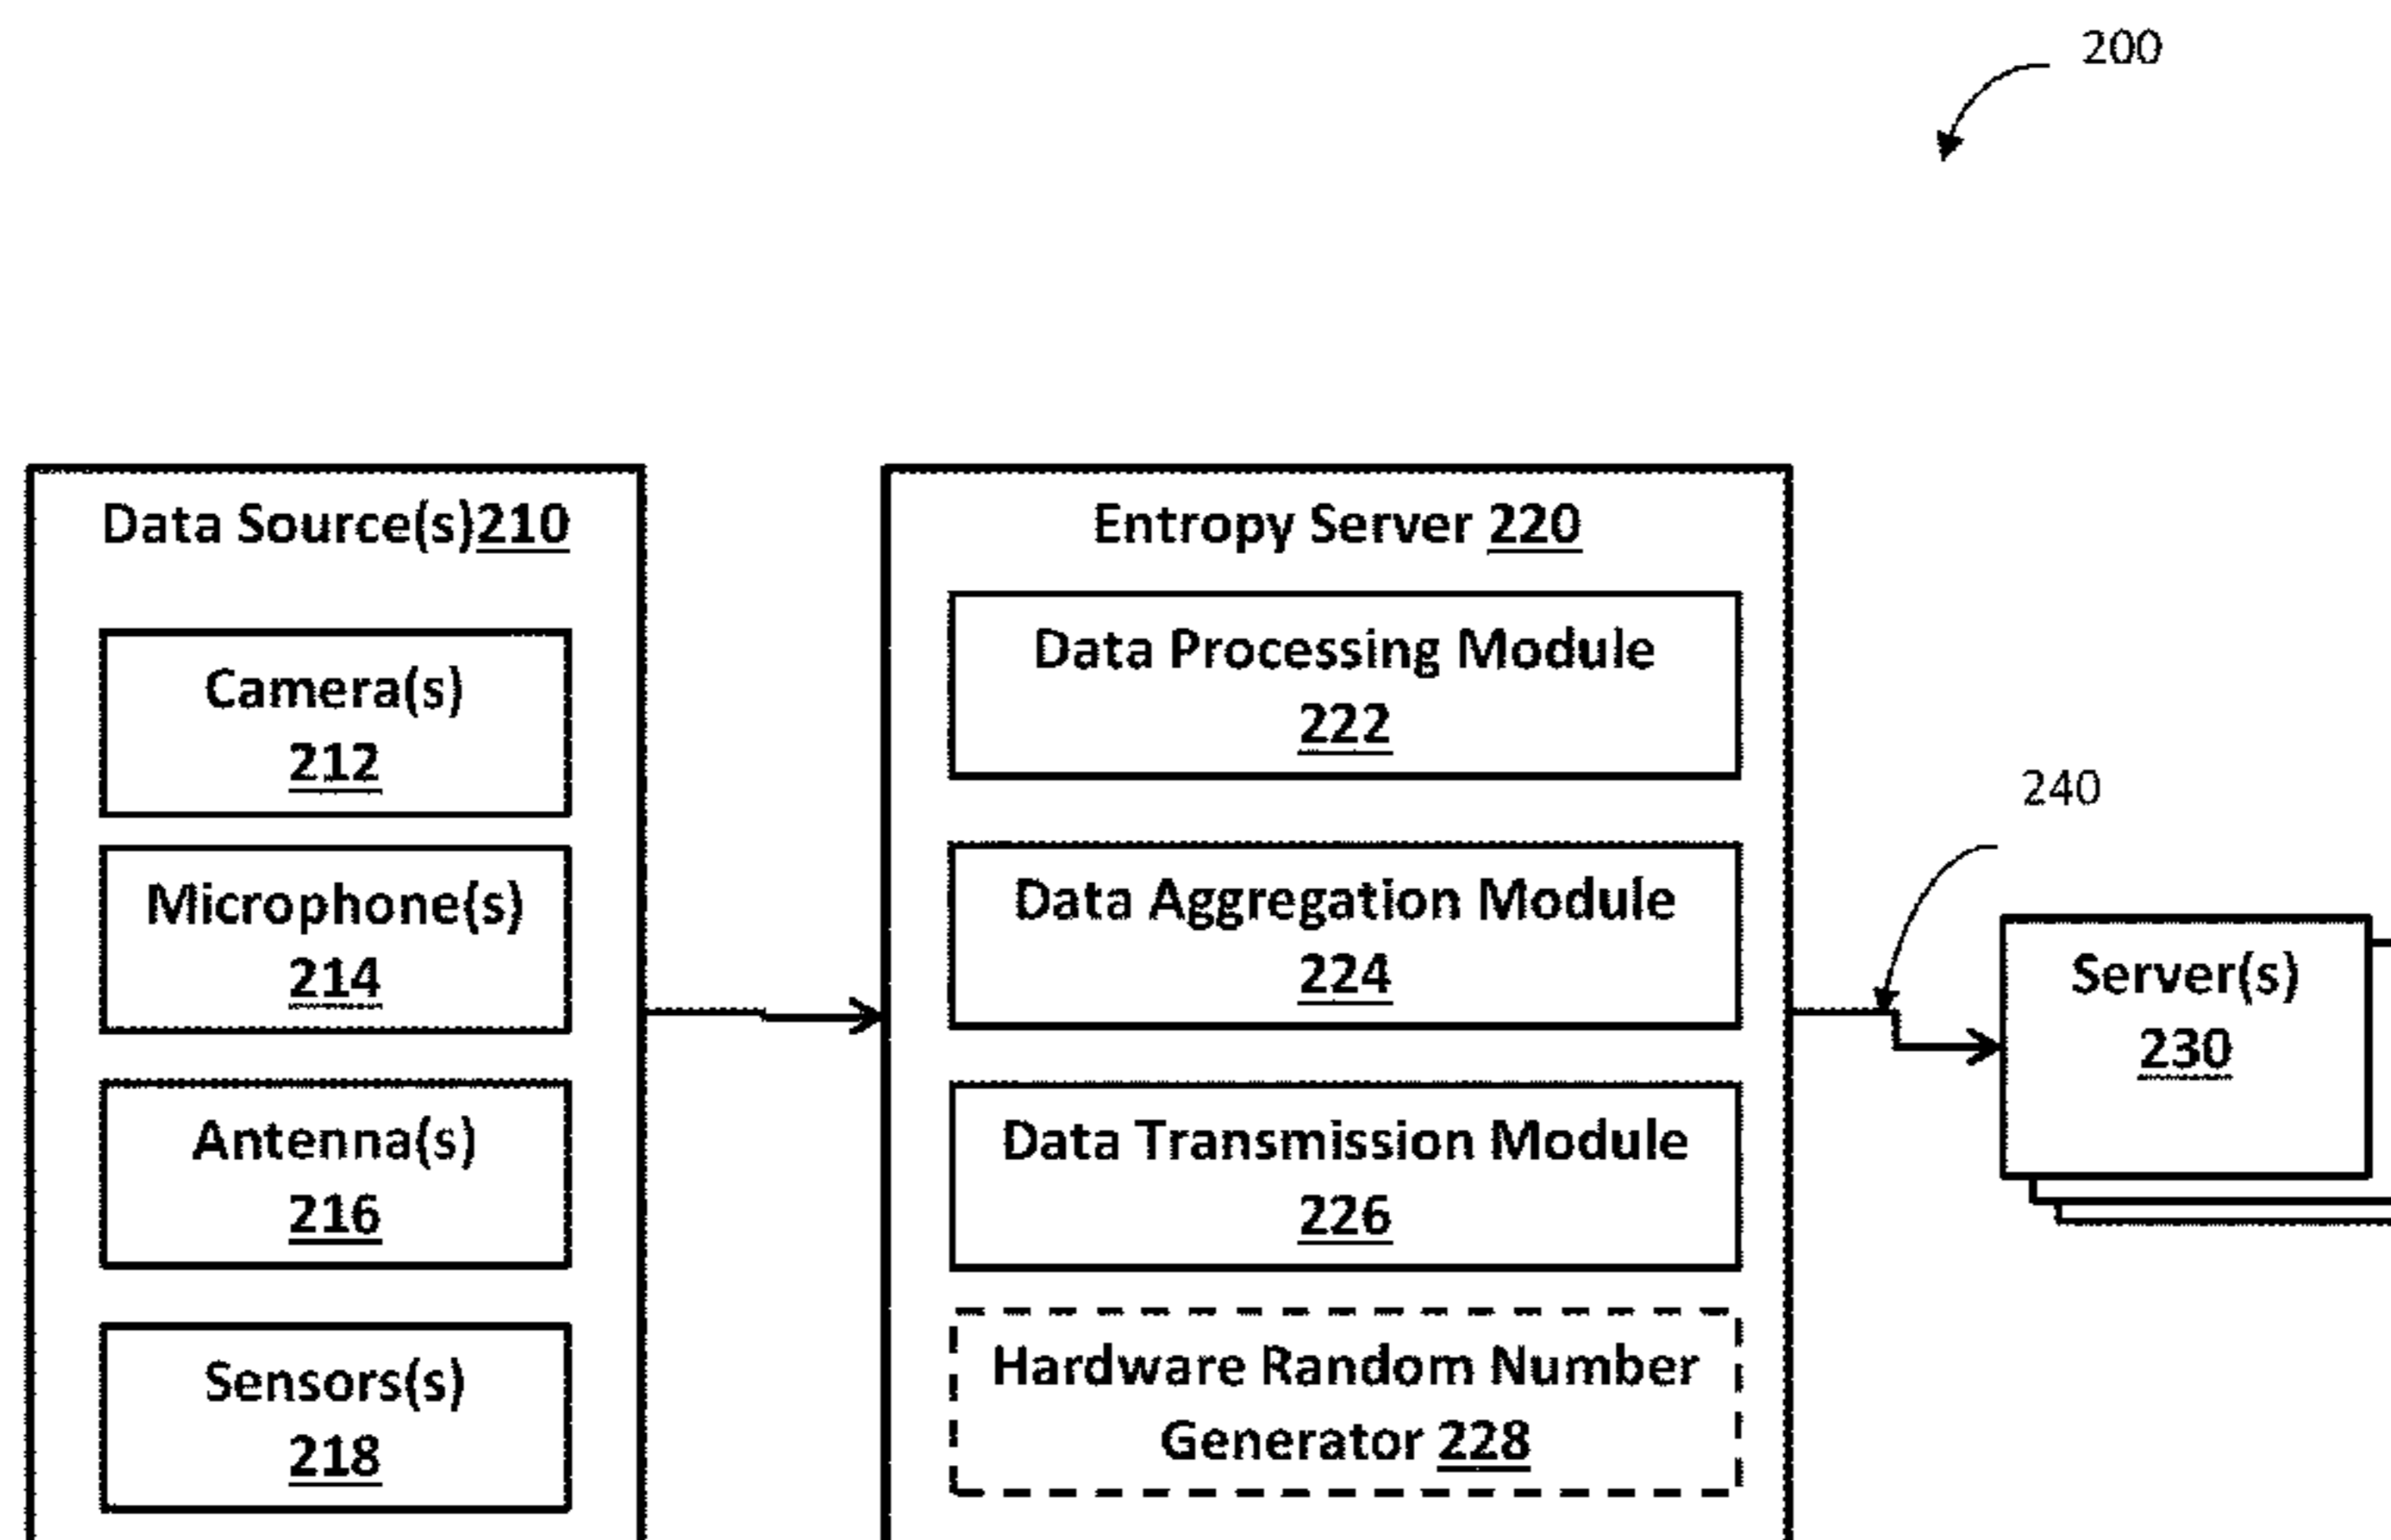 200
Data Source(s)210
Camera(s)
212
Microphone(s)
214
Antenna(s)
216
Sensors(s)
218
Entropy Server 220
Data Processing Module
222
Data Aggregation Module
224
Data Transmission Module
226
Hardware Random Number
Generator 228
240
Server(s)
230